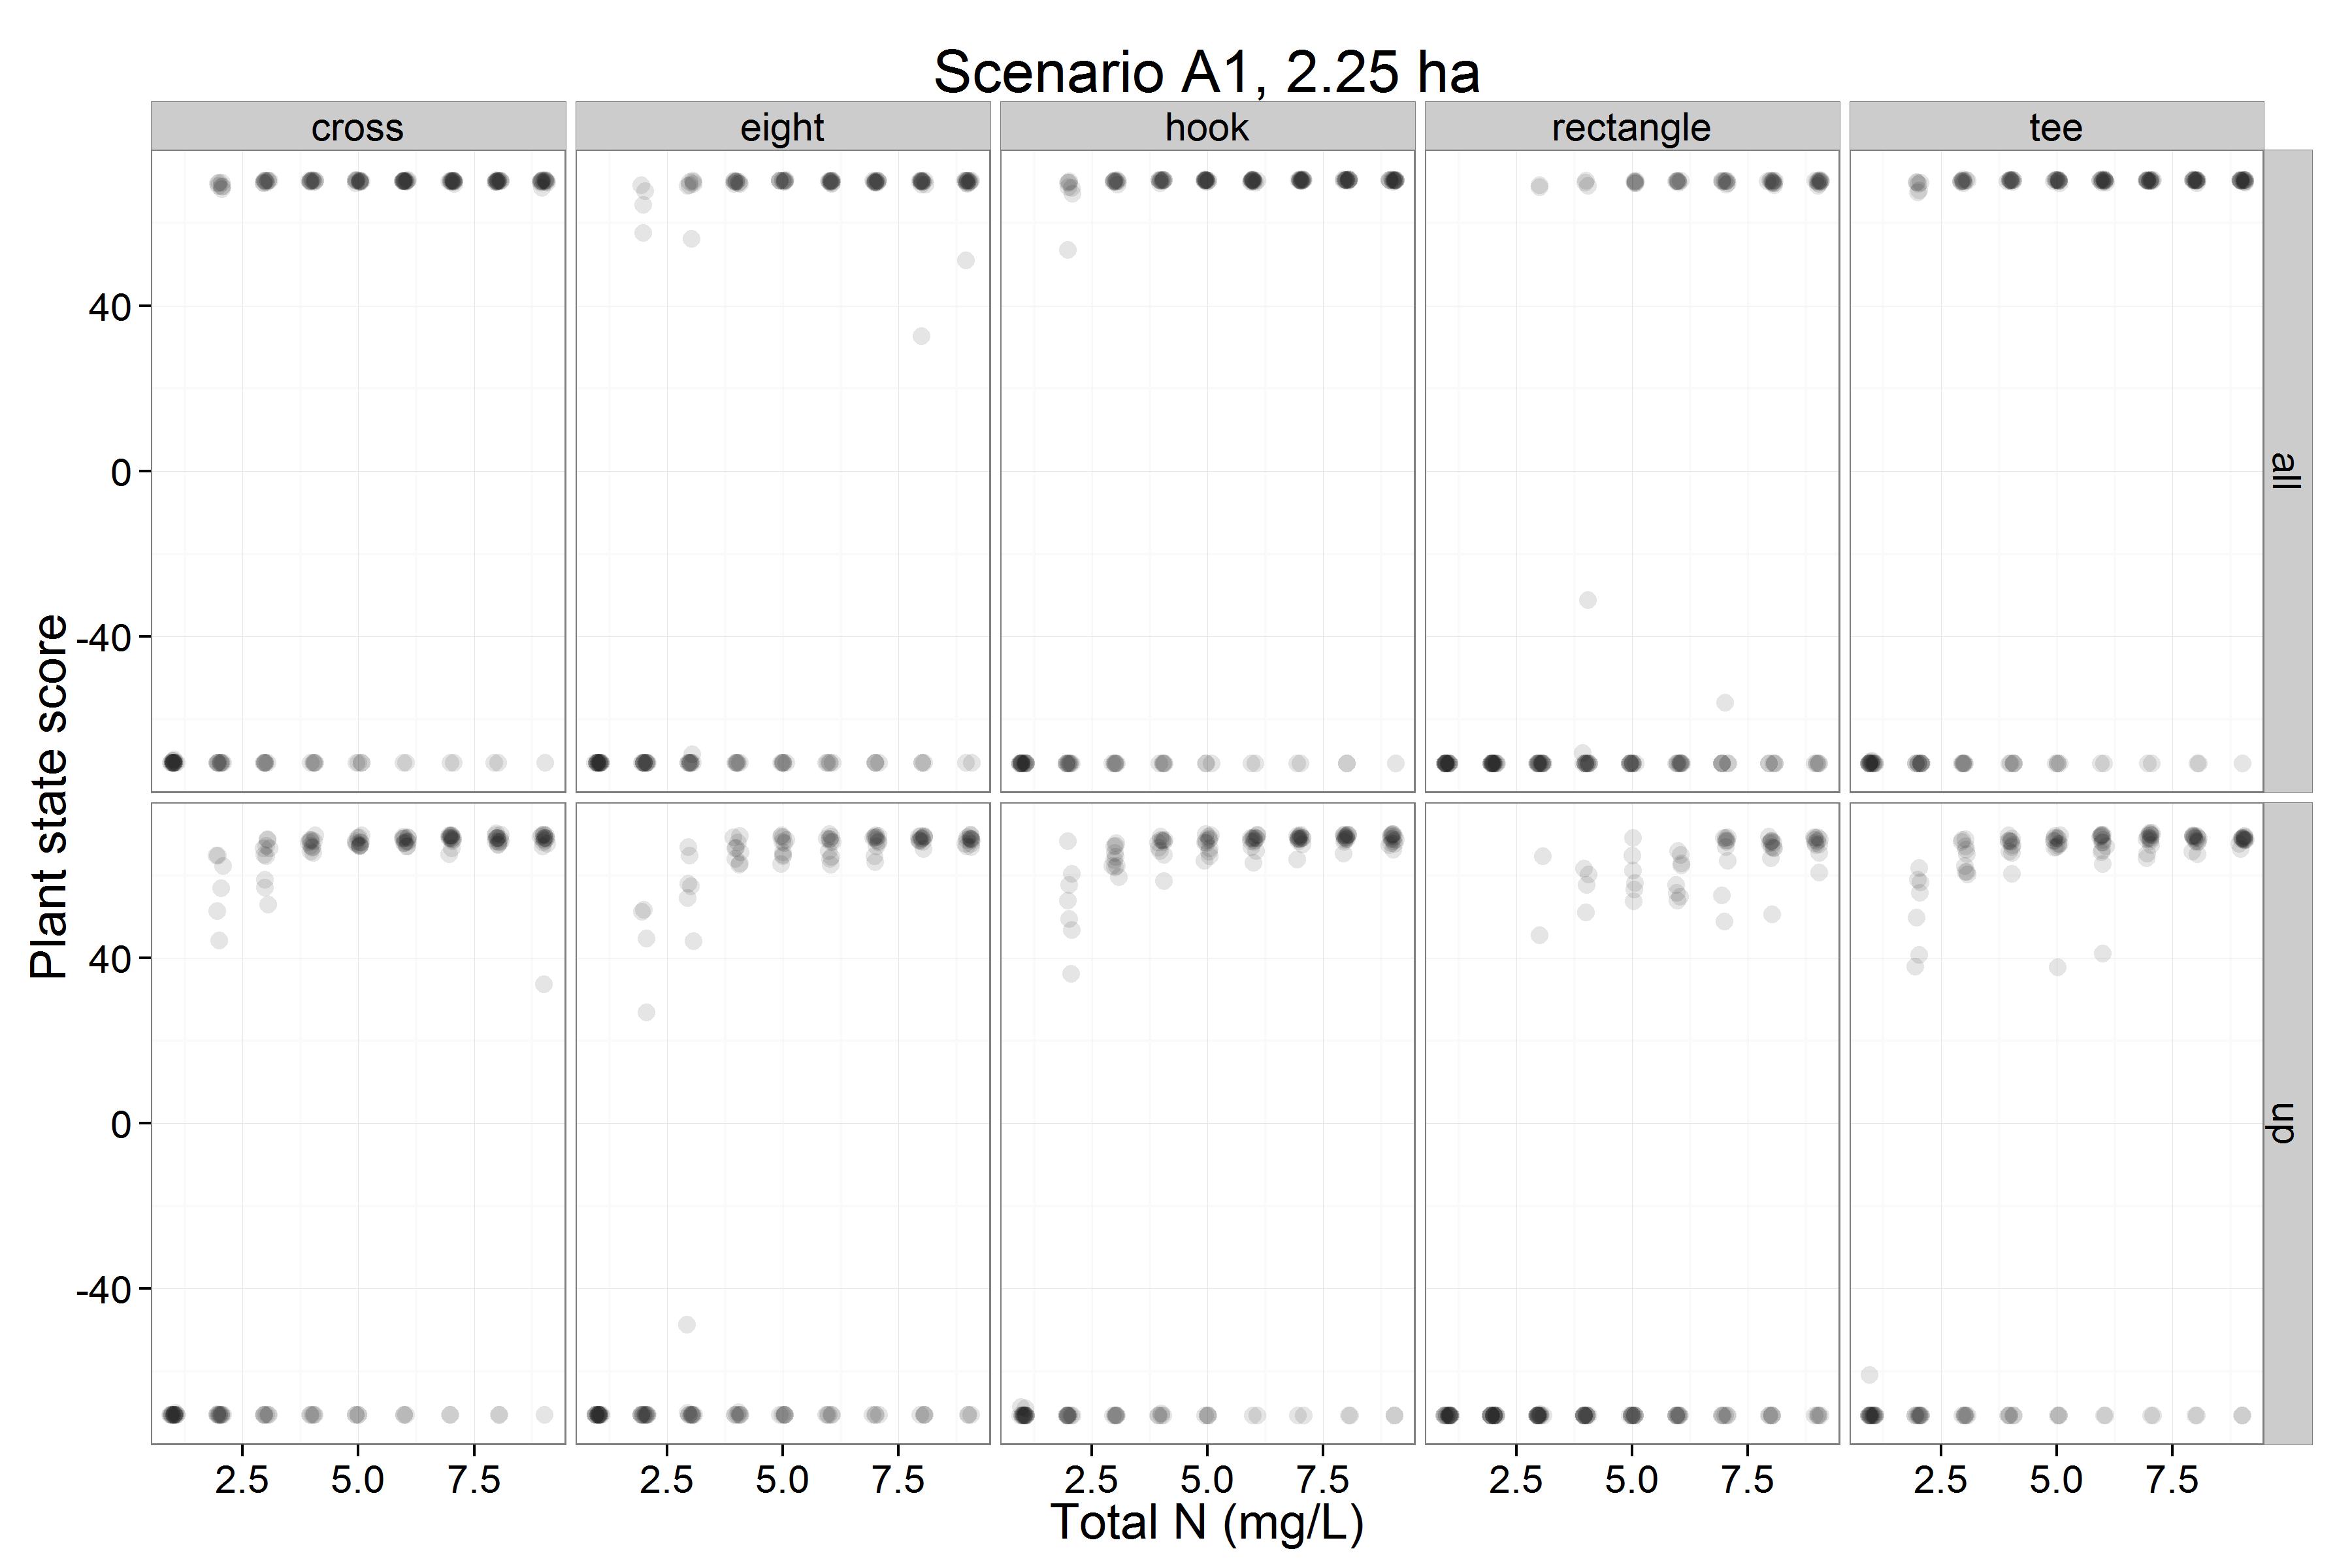 Scenario A1, 2.25 ha
cross eight hook rectangle tee
40
0
-40
all
40
0
-40
up
Plant state score
2.5 5.0 7.5 2.5 5.0 7.5 2.5 5.0 7.5 2.5 5.0 7.5 2.5 5.0 7.5
Total N (mg/L)